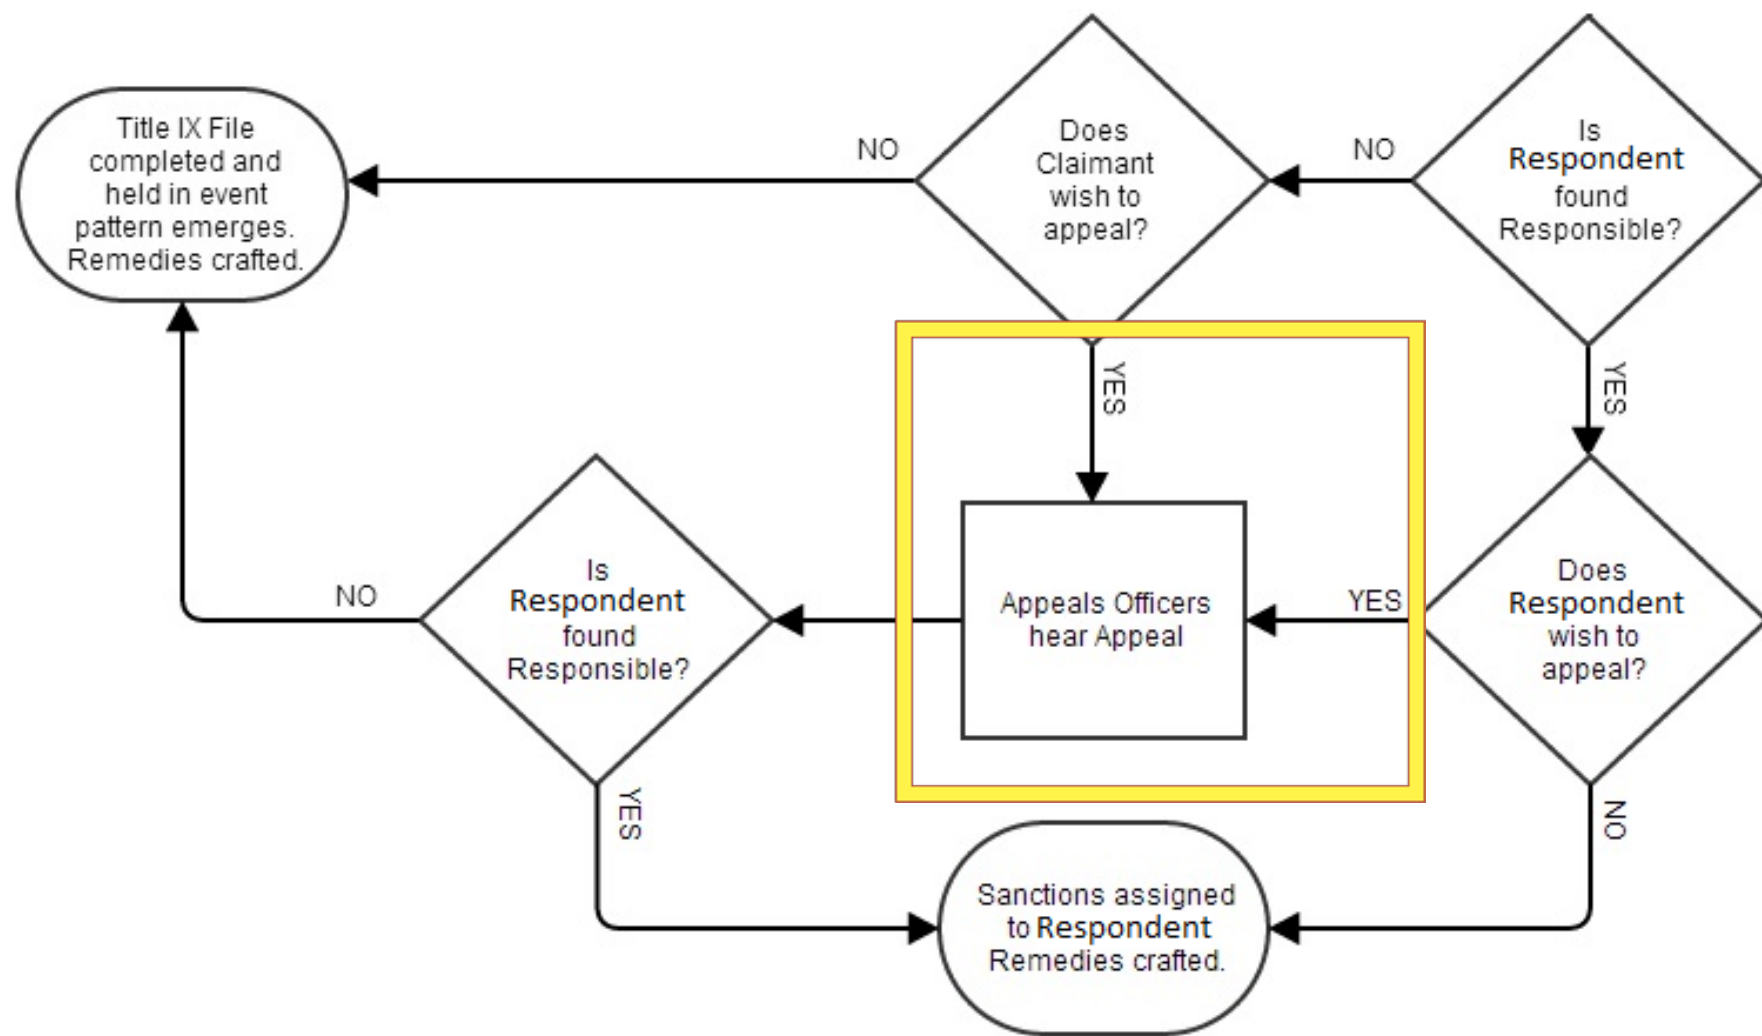 Title IX File
completed and
held in event
pattern emerges.
Remedies crafted.
NO
Does
Claimant
wish to
appeal?
NO
Is
Respondent
found
Responsible?
YES
YES
NO
Is
Respondent
found
Responsible?
Appeals Officers
hear Appeal
YES
Does
Respondent
wish to
appeal?
YES
NO
Sanctions assigned
to Respondent
Remedies crafted.